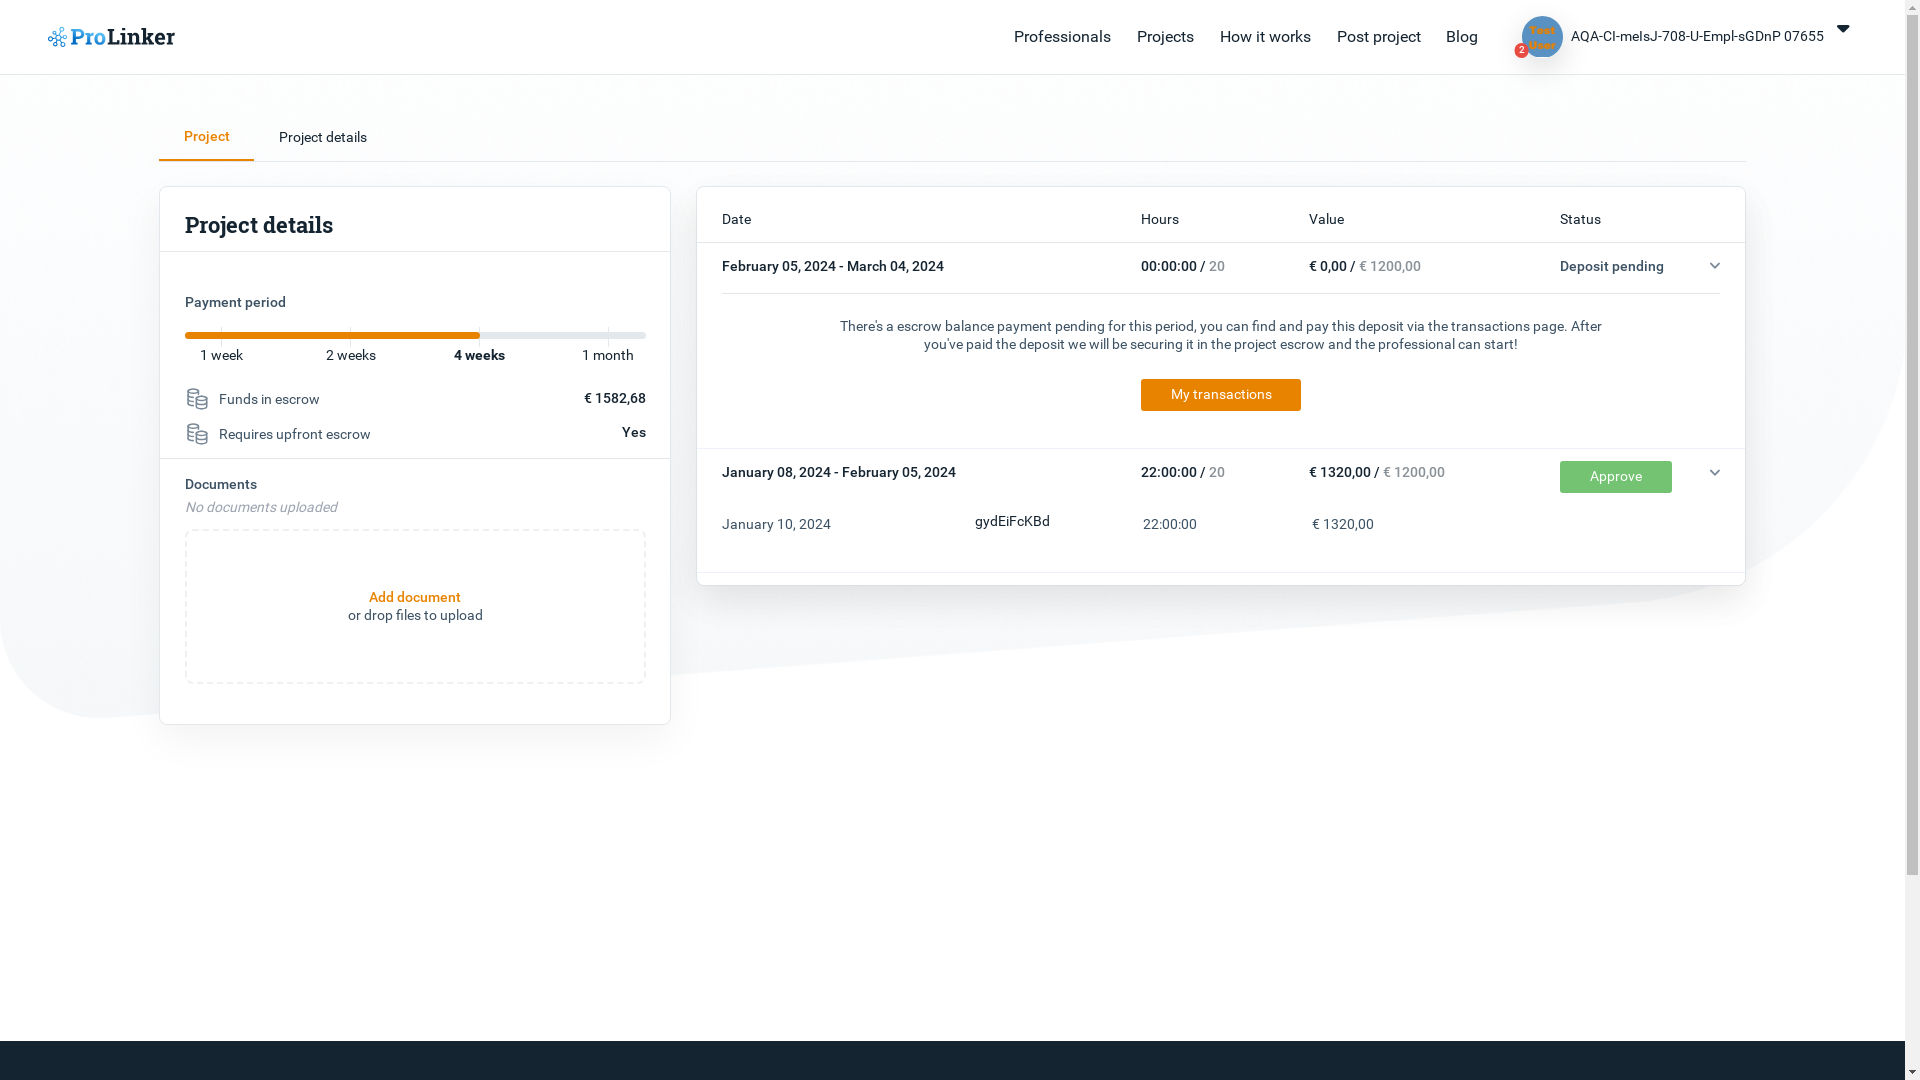 ProLinker
Professionals
Projects
How it works
Post project
Blog
Test
User
2
AQA-CI-meIsJ-708-U-Empl-sGDnP 07655
Project
Project details
Project details
Payment period
1 week
2 weeks
4 weeks
1 month
Funds in escrow
€ 1582,68
Requires upfront escrow
Yes
Documents
No documents uploaded
Add document
or drop files to upload
Date
Hours
Value
Status
February 05, 2024 - March 04, 2024
00:00:00 / 20
€ 0,00 / € 1200,00
Deposit pending
There's a escrow balance payment pending for this period, you can find and pay this deposit via the transactions page. After
you've paid the deposit we will be securing it in the project escrow and the professional can start!
My transactions
January 08, 2024 - February 05, 2024
22:00:00 / 20
€ 1320,00 / € 1200,00
Approve
January 10, 2024
gydEiFcKBd
22:00:00
€ 1320,00